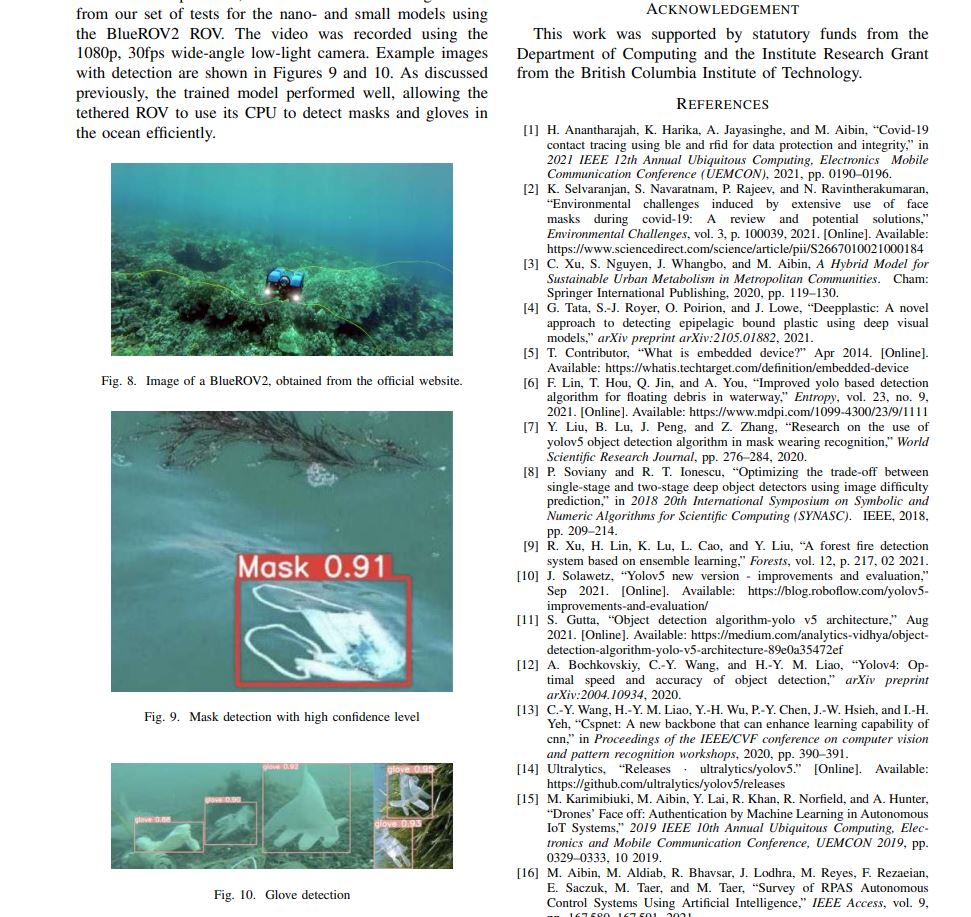 from our set of tests for the nano- and small models using
the BlueROV2 ROV. The video was recorded using the
1080p, 30fps wide-angle low-light camera. Example images
with detection are shown in Figures 9 and 10. As discussed
previously, the trained model performed well, allowing the
tethered ROV to use its CPU to detect masks and gloves in
the ocean efficiently.
Fig. 8. Image of a BlueROV2, obtained from the official website.
Mask 0.91
Fig. 9. Mask detection with high confidence level
glove 0.92
glove 0.95
glove 0.90
glove 0.86
glove 0.93
Fig. 10. Glove detection
ACKNOWLEDGEMENT
This work was supported by statutory funds from the
Department of Computing and the Institute Research Grant
from the British Columbia Institute of Technology.
REFERENCES
[1] H. Anantharajah, K. Harika, A. Jayasinghe, and M. Aibin, “Covid-19
contact tracing using ble and rfid for data protection and integrity,” in
2021 IEEE 12th Annual Ubiquitous Computing, Electronics Mobile
Communication Conference (UEMCON), 2021, pp. 0190–0196.
[2] K. Selvaranjan, S. Navaratnam, P. Rajeev, and N. Ravintherakumaran,
“Environmental challenges induced by extensive use of face
masks during covid-19: A review and potential solutions,”
Environmental Challenges, vol. 3, p. 100039, 2021. [Online]. Available:
https://www.sciencedirect.com/science/article/pii/S2667010021000184
[3] C. Xu, S. Nguyen, J. Whangbo, and M. Aibin, A Hybrid Model for
Sustainable Urban Metabolism in Metropolitan Communities. Cham:
Springer International Publishing, 2020, pp. 119–130.
[4] G. Tata, S.-J. Royer, O. Poirion, and J. Lowe, “Deepplastic: A novel
approach to detecting epipelagic bound plastic using deep visual
models,” arXiv preprint arXiv:2105.01882, 2021.
[5] T. Contributor, “What is embedded device?” Apr 2014. [Online].
Available: https://whatis.techtarget.com/definition/embedded-device
[6] F. Lin, T. Hou, Q. Jin, and A. You, “Improved yolo based detection
algorithm for floating debris in waterway,” Entropy, vol. 23, no. 9,
2021. [Online]. Available: https://www.mdpi.com/1099-4300/23/9/1111
[7] Y. Liu, B. Lu, J. Peng, and Z. Zhang, “Research on the use of
yolov5 object detection algorithm in mask wearing recognition,” World
Scientific Research Journal, pp. 276–284, 2020.
[8] P. Soviany and R. T. Ionescu, “Optimizing the trade-off between
single-stage and two-stage deep object detectors using image difficulty
prediction,” in 2018 20th International Symposium on Symbolic and
Numeric Algorithms for Scientific Computing (SYNASC). IEEE, 2018,
pp. 209–214.
[9] R. Xu, H. Lin, K. Lu, L. Cao, and Y. Liu, “A forest fire detection
system based on ensemble learning,” Forests, vol. 12, p. 217, 02 2021.
[10] J. Solawetz, “Yolov5 new version - improvements and evaluation,”
Sep 2021. [Online]. Available: https://blog.roboflow.com/yolov5-
improvements-and-evaluation/
[11] S. Gutta, “Object detection algorithm-yolo v5 architecture,” Aug
2021. [Online]. Available: https://medium.com/analytics-vidhya/object-
detection-algorithm-yolo-v5-architecture-89e0a35472ef
[12] A. Bochkovskiy, C.-Y. Wang, and H.-Y. M. Liao, “Yolov4: Op-
timal speed and accuracy of object detection,” arXiv preprint
arXiv:2004.10934, 2020.
[13] C.-Y. Wang, H.-Y. M. Liao, Y.-H. Wu, P.-Y. Chen, J.-W. Hsieh, and I.-H.
Yeh, “Cspnet: A new backbone that can enhance learning capability of
cnn,” in Proceedings of the IEEE/CVF conference on computer vision
and pattern recognition workshops, 2020, pp. 390–391.
[14] Ultralytics, “Releases · ultralytics/yolov5.” [Online]. Available:
https://github.com/ultralytics/yolov5/releases
[15] M. Karimibiuki, M. Aibin, Y. Lai, R. Khan, R. Norfield, and A. Hunter,
“Drones’ Face off: Authentication by Machine Learning in Autonomous
IoT Systems,” 2019 IEEE 10th Annual Ubiquitous Computing, Elec-
tronics and Mobile Communication Conference, UEMCON 2019, pp.
0329–0333, 10 2019.
[16] M. Aibin, M. Aldiab, R. Bhavsar, J. Lodhra, M. Reyes, F. Rezaeian,
E. Saczuk, M. Taer, and M. Taer, “Survey of RPAS Autonomous
Control Systems Using Artificial Intelligence,” IEEE Access, vol. 9,